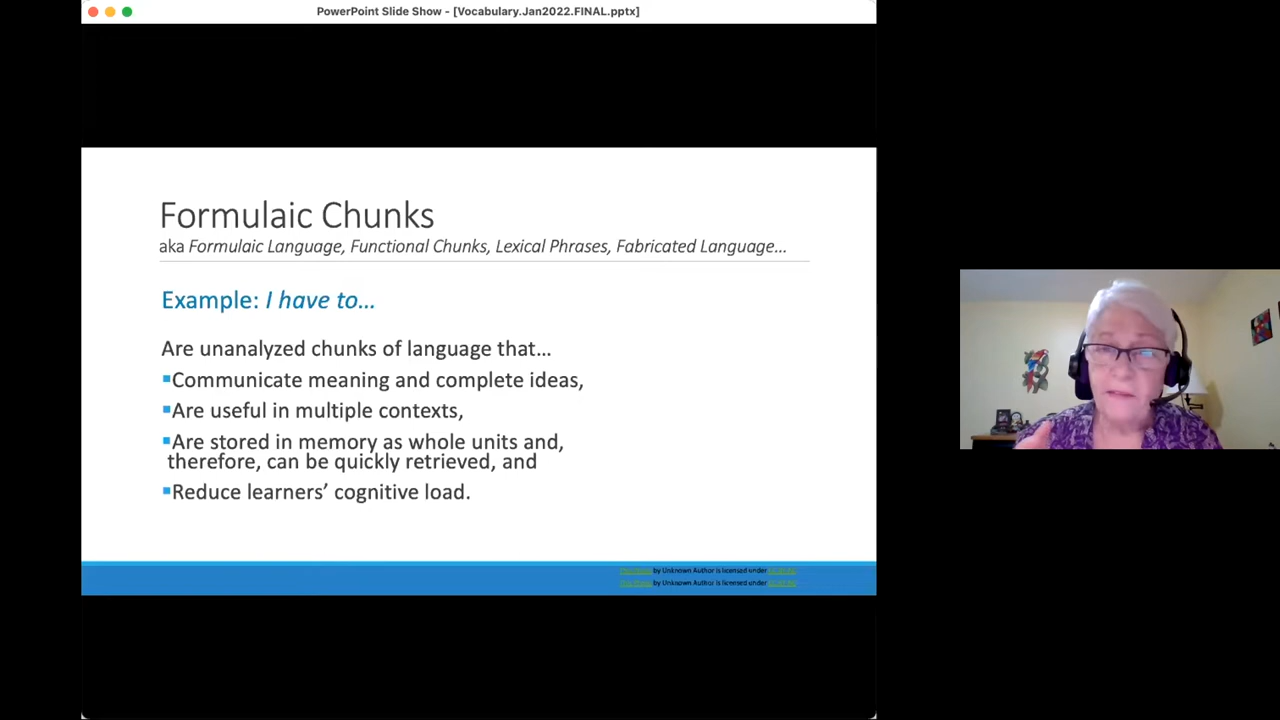 PowerPoint Slide Show - [Vocabulary.Jan2022.FINAL.pptx]
Formulaic Chunks
aka Formulaic Language, Functional Chunks, Lexical Phrases, Fabricated Language…
Example: I have to…
Are unanalyzed chunks of language that…
▪Communicate meaning and complete ideas,
▪Are useful in multiple contexts,
▪Are stored in memory as whole units and,
therefore, can be quickly retrieved, and
▪Reduce learners’ cognitive load.
by Unknown Author is licensed under
by Unknown Author is licensed under